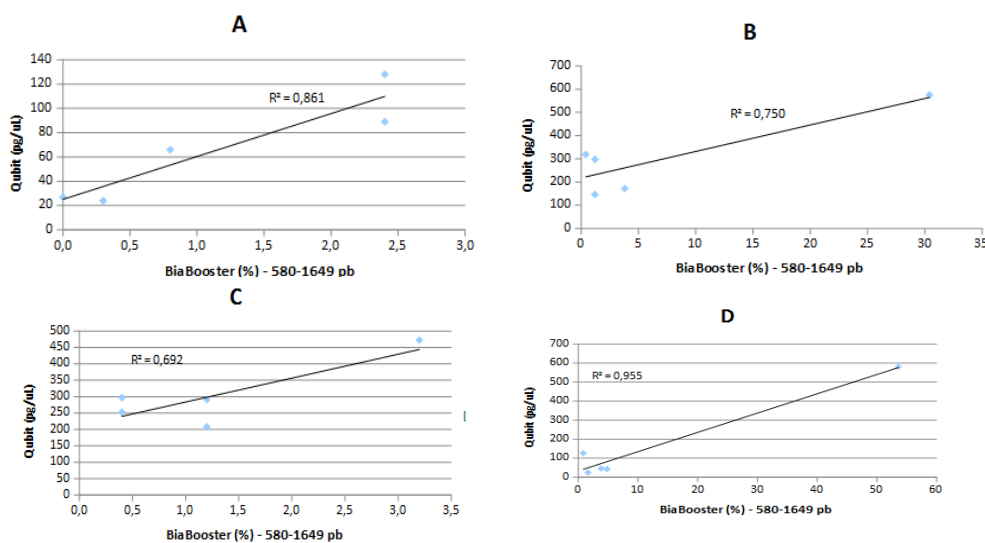 A
140
120
100
80
60
40
20
0
Qubit (pg/uL)
R² = 0,861
0,0 0,5 1,0 1,5 2,0 2,5 3,0
BiaBooster (%) - 580-1649 pb
B
700
600
500
400
300
200
100
0
Qubit (pg/uL)
R² = 0,750
0 5 10 15 20 25 30 35
BiaBooster (%) - 580-1649 pb
C
500
450
400
350
300
250
200
150
100
50
0
Qubit (pg/uL)
R² = 0,692
0,0 0,5 1,0 1,5 2,0 2,5 3,0 3,5
BiaBooster (%) - 580-1649 pb
D
700
600
500
400
300
200
100
0
Qubit (pg/uL)
R² = 0,955
0 10 20 30 40 50 60
BiaBooster (%) - 580-1649 pb